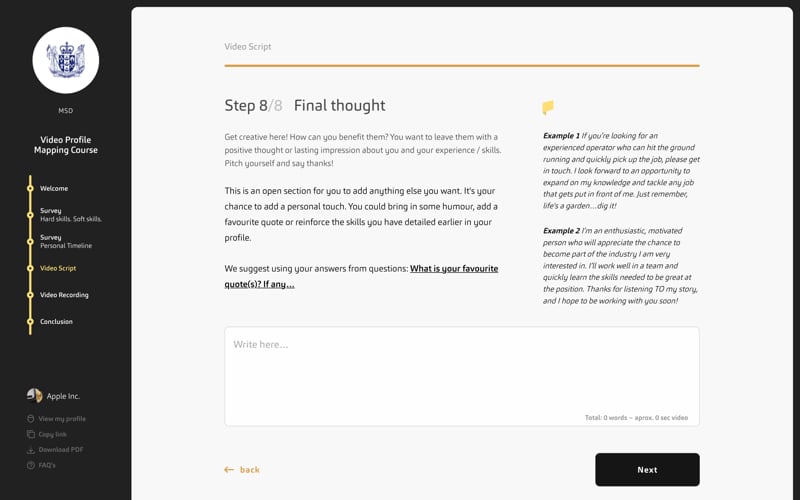 MSD
Video Profile
Mapping Course
Welcome
Survey
Hard skills. Soft skills.
Survey
Personal Timeline
Video Script
Video Recording
Conclusion
Apple Inc.
View my profile
Copy link
Download PDF
FAQ's
Video Script
Step 8/8 Final thought
Get creative here! How can you benefit them? You want to leave them with a
positive thought or lasting impression about you and your experience / skills.
Pitch yourself and say thanks!
This is an open section for you to add anything else you want. It's your
chance to add a personal touch. You could bring in some humour, add a
favourite quote or reinforce the skills you have detailed earlier in your
profile.
We suggest using your answers from questions: What is your favourite
quote(s)? If any...
Example 1 If you're looking for an
experienced operator who can hit the ground
running and quickly pick up the job, please get
in touch. I look forward to an opportunity to
expand on my knowledge and tackle any job
that gets put in front of me. Just remember,
life's a garden...dig it!
Example 2 I'm an enthusiastic, motivated
person who will appreciate the chance to
become part of the industry I am very
interested in. I'll work well in a team and
quickly learn the skills needed to be great at
the position. Thanks for listening TO my story,
and I hope to be working with you soon!
Write here...
Total: 0 words – aprox. 0 sec video
back
Next